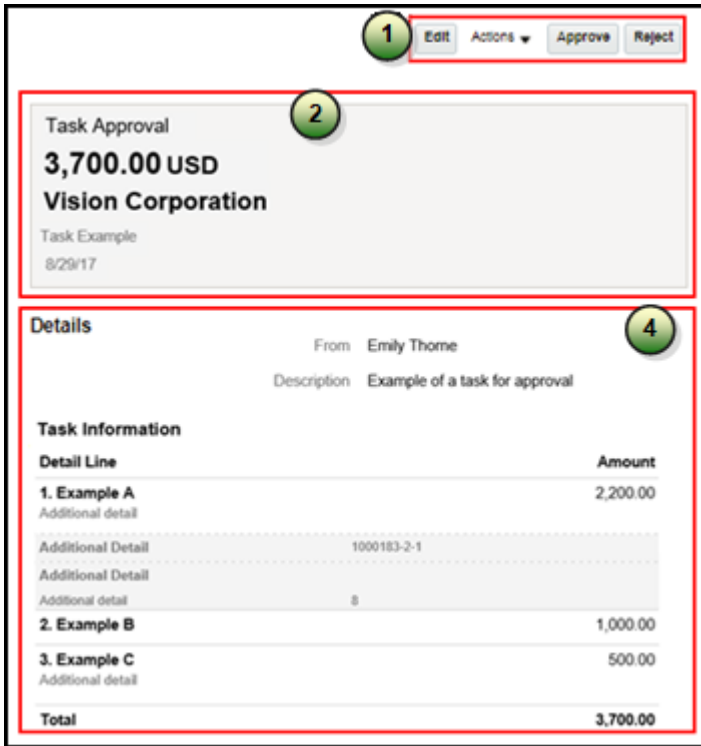 1 Edit Actions Approve Reject
2
Task Approval
3,700.00 USD
Vision Corporation
Task Example
8/29/17
Details
4
From Emily Thorne
Description Example of a task for approval
Task Information
Detail Line Amount
1. Example A 2,200.00
Additional detail
Additional Detail 1000183-2-1
Additional Detail
Additional detail 8
2. Example B 1,000.00
3. Example C 500.00
Additional detail
Total 3,700.00